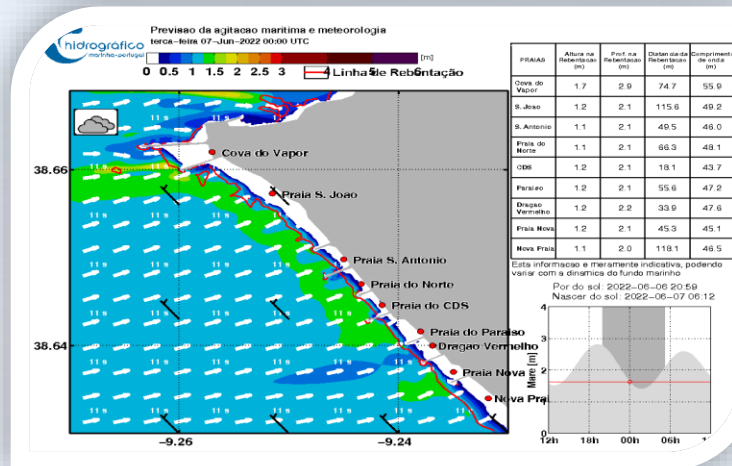 hidrográfico
marinha-portugal
Previsao da agitacao maritima e meteorologia
terca-feira 07-Jun-2022 00:00 UTC
[m]
0 0.5 1 1.5 2 2.5 3 4 5 6
Linha de Rebentação
11 s 11 s
38.66
Cova do Vapor
Praia S. Joao
11 s 11 s 11 s 11 s
Praia S. Antonio
Praia do Norte
Praia do CDS
38.64
Praia do Paraiso
Dragao Vermelho
Praia Nova
Nova Prai
-9.26 -9.24
PRAIAS Altura na Rebentacao (m) Prof. na Rebentacao (m) Distancia da Rebentacao (m) Comprimento de onda (m)
Cova do Vapor 1.7 2.9 74.7 55.9
S. Joao 1.2 2.1 115.6 49.2
S. Antonio 1.1 2.1 49.5 46.0
Praia do Norte 1.1 2.1 66.3 48.1
CDS 1.2 2.1 18.1 43.7
Paraiso 1.2 2.1 55.6 47.2
Dragao Vermelho 1.2 2.2 33.9 47.6
Praia Nova 1.2 2.1 45.3 45.1
Nova Praia 1.1 2.0 118.1 46.5
Esta informacao e meramente indicativa, podendo
variar com a dinamica do fundo marinho
Por do sol: 2022-06-06 20:59
Nascer do sol: 2022-06-07 06:12
Mare [m]
4
3
2
1
0
12h 18h 00h 06h 1